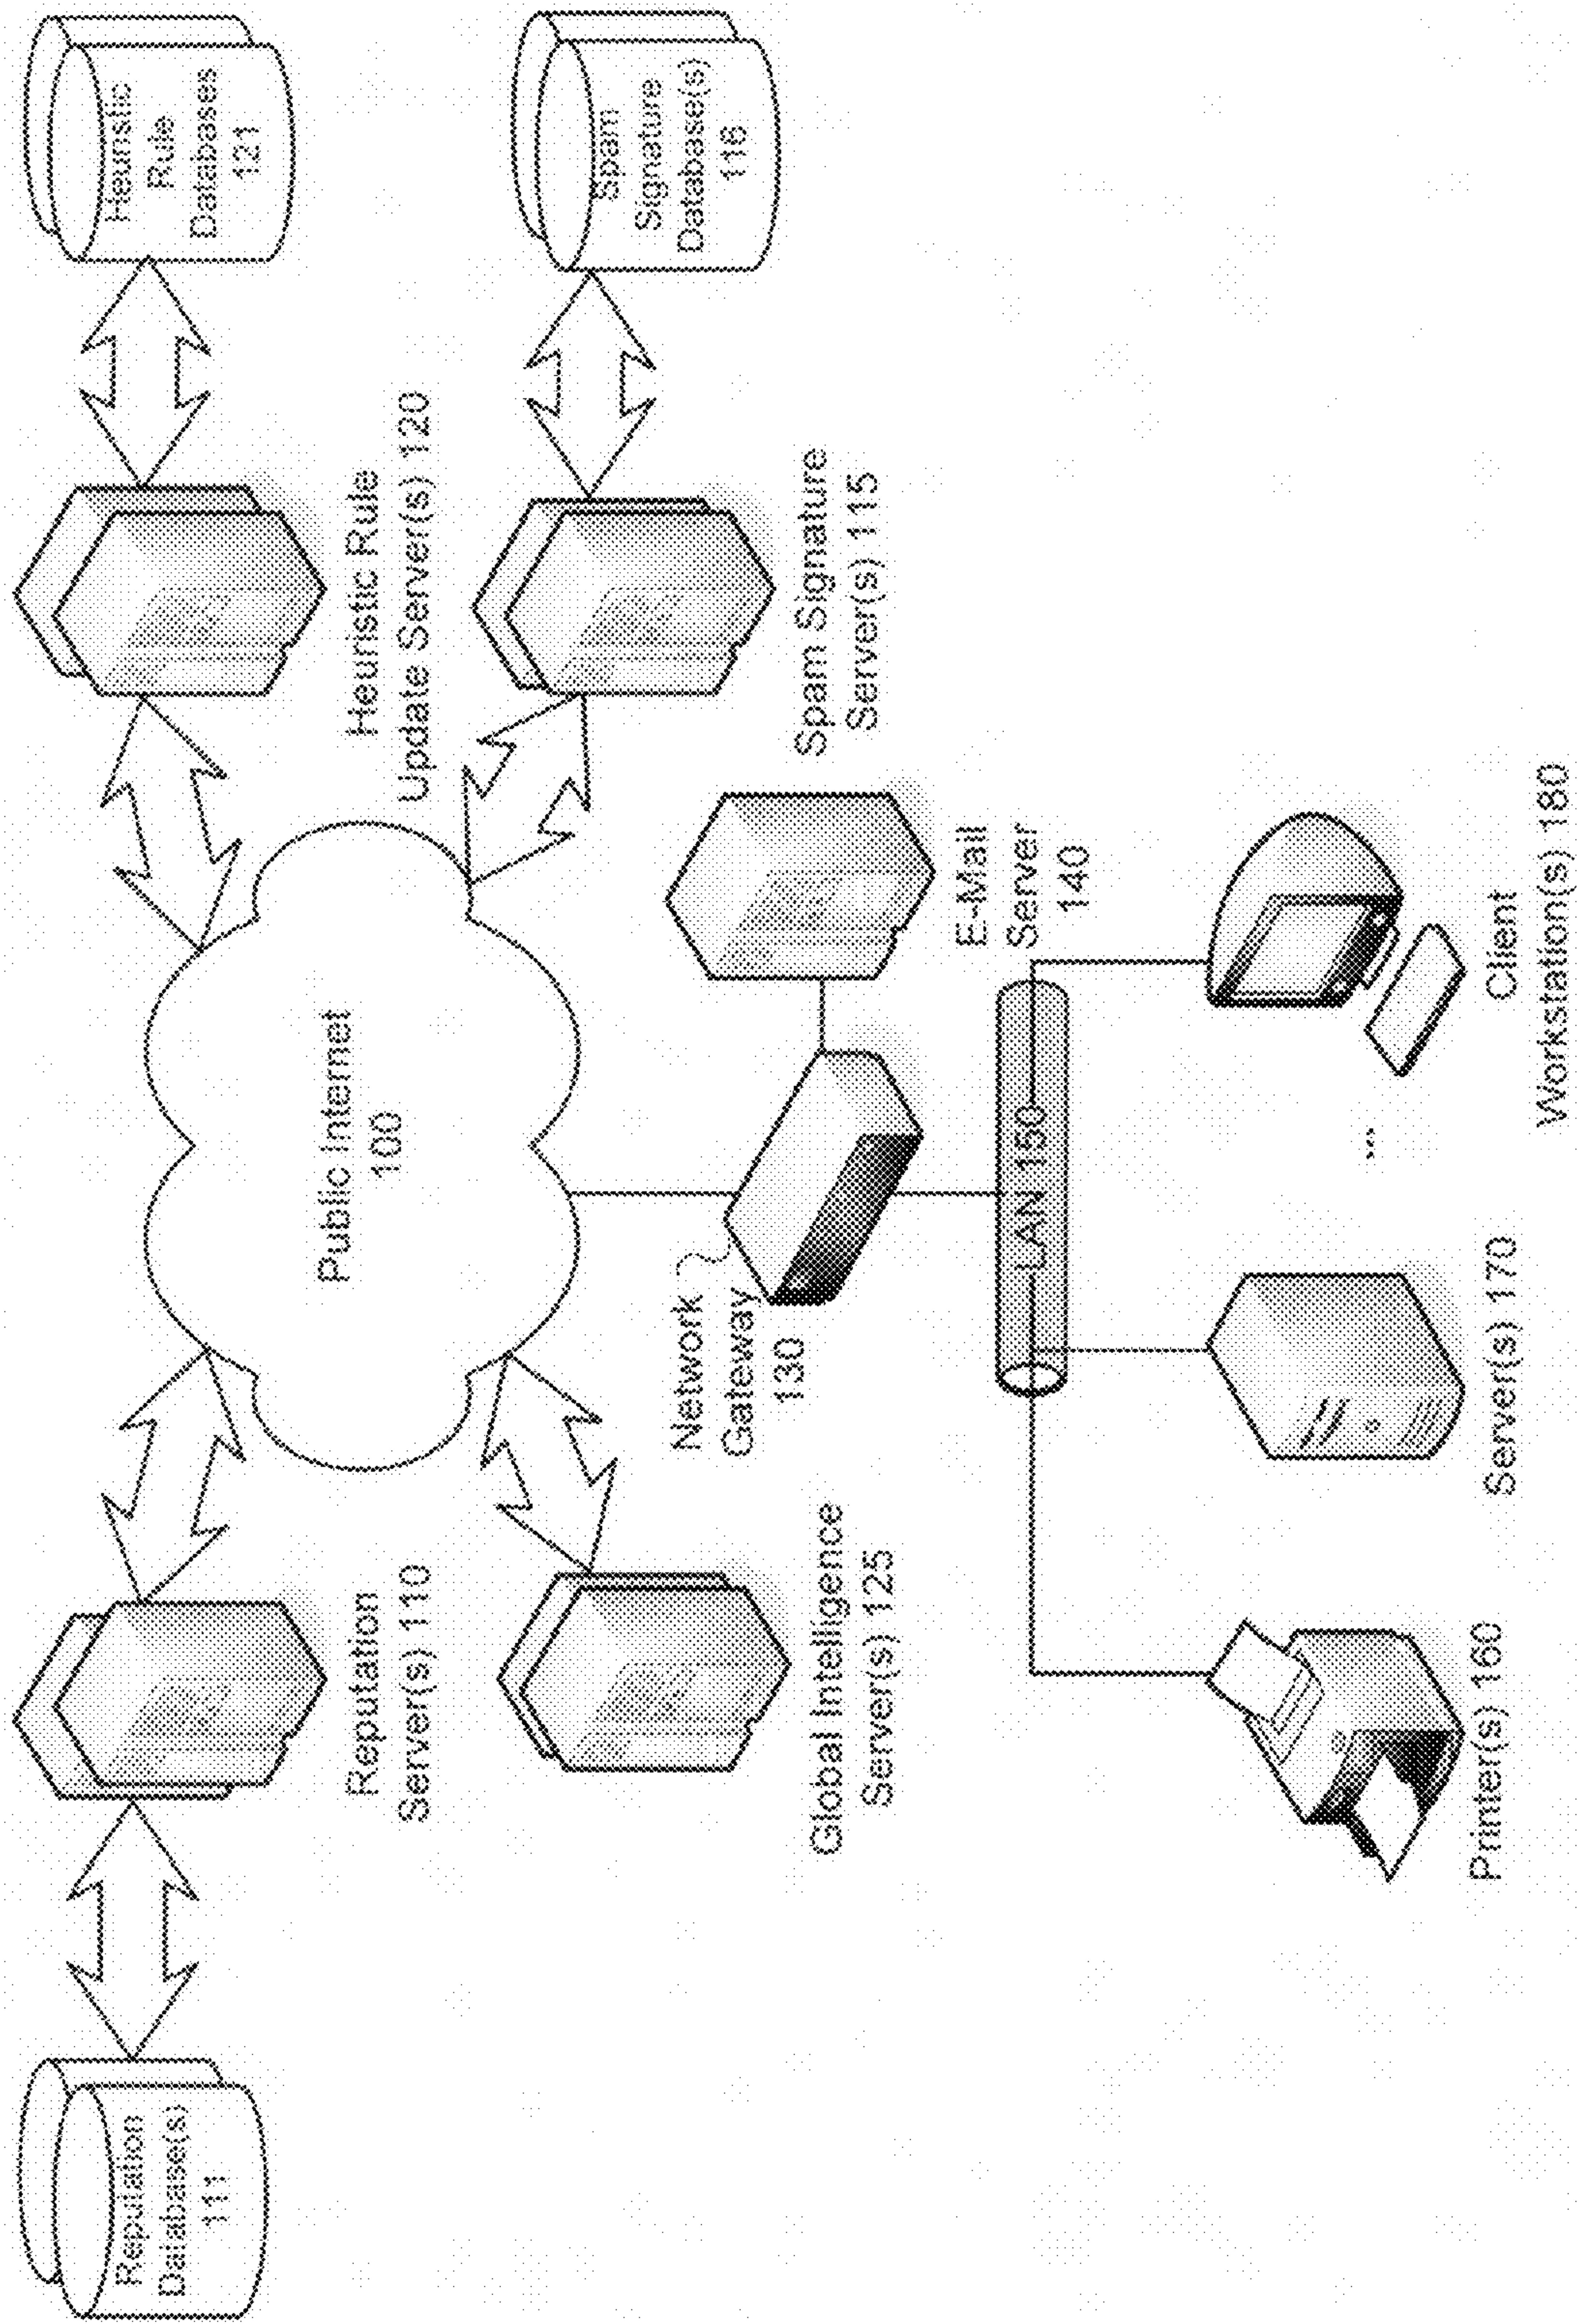 Reputation
Database(s)
111
Reputation
Server(s) 110
Public Internet
100
Heuristic Rule
Update Server(s) 120
Heuristic
Rule
Databases
121
Global Intelligence
Server(s) 125
Network
Gateway
130
E-Mail
Server
140
Spam Signature
Server(s) 115
Spam
Signature
Database(s)
116
LAN 150
Printer(s) 160
Server(s) 170
...
Client
Workstation(s) 180